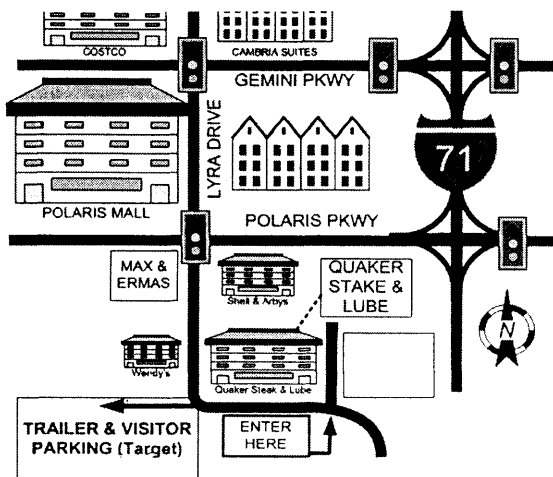 COSTCO
CAMBRIA SUITES
GEMINI PKWY
LYRA DRIVE
71
POLARIS MALL
POLARIS PKWY
MAX &
ERMAS
Shell & Arbys
QUAKER
STAKE &
LUBE
N
Wendy's
Quaker Steak & Lube
TRAILER & VISITOR
PARKING (Target)
ENTER
HERE